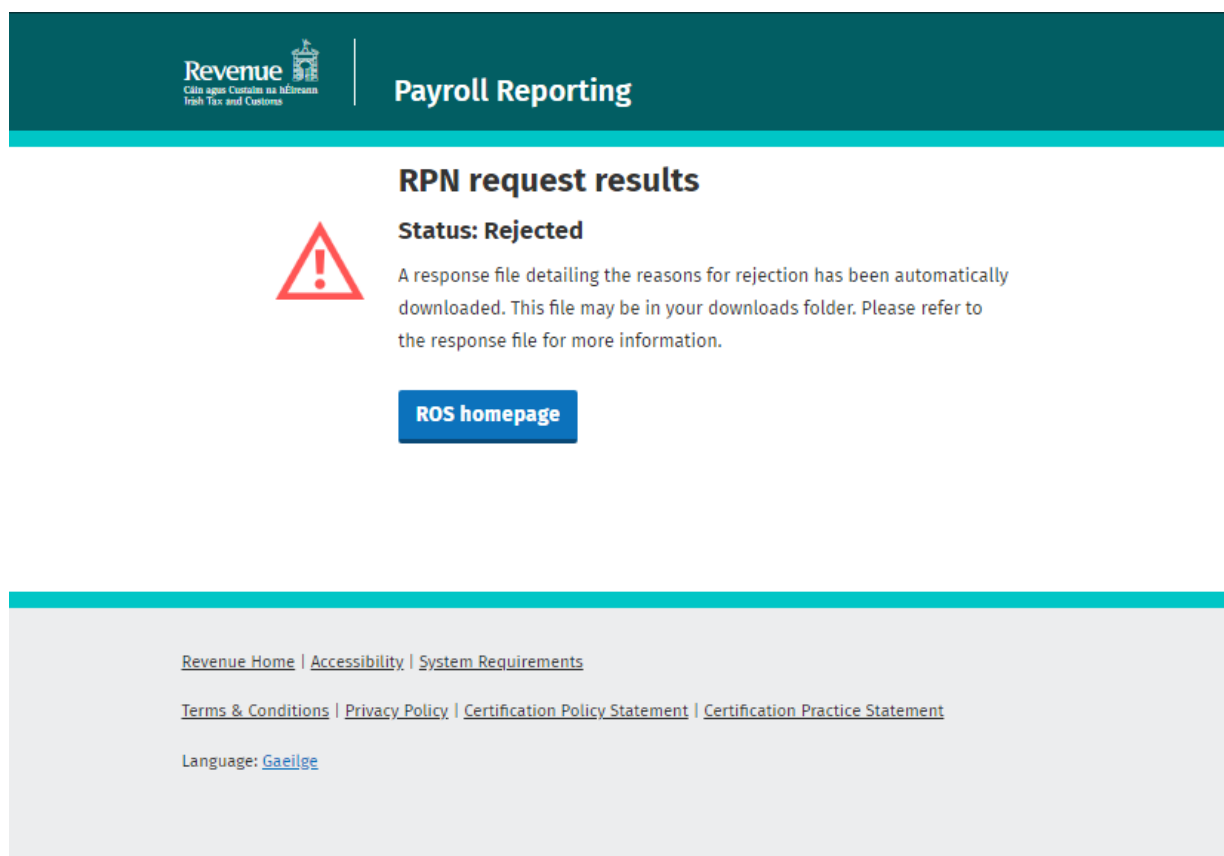 Revenue
Cáin agus Custaim na hÉireann
Irish Tax and Customs
Payroll Reporting
RPN request results
Status: Rejected
A response file detailing the reasons for rejection has been automatically
downloaded. This file may be in your downloads folder. Please refer to
the response file for more information.
ROS homepage
Revenue Home | Accessibility | System Requirements
Terms & Conditions | Privacy Policy | Certification Policy Statement | Certification Practice Statement
Language: Gaeilge